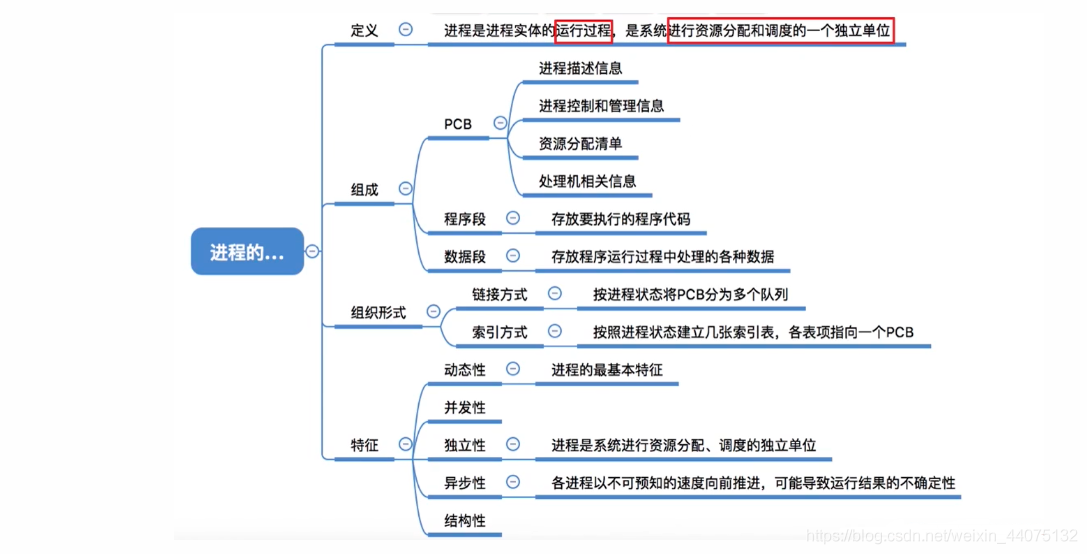 定义
进程是进程实体的运行过程，是系统进行资源分配和调度的一个独立单位
进程描述信息
进程控制和管理信息
PCB
资源分配清单
处理机相关信息
组成
程序段
存放要执行的程序代码
数据段
存放程序运行过程中处理的各种数据
进程的...
链接方式
按进程状态将PCB分为多个队列
组织形式
索引方式
按照进程状态建立几张索引表，各表项指向一个PCB
动态性
进程的最基本特征
并发性
特征
独立性
进程是系统进行资源分配、调度的独立单位
异步性
各进程以不可预知的速度向前推进，可能导致运行结果的不确定性
结构性
https://blog.csdn.net/weixin_44075132